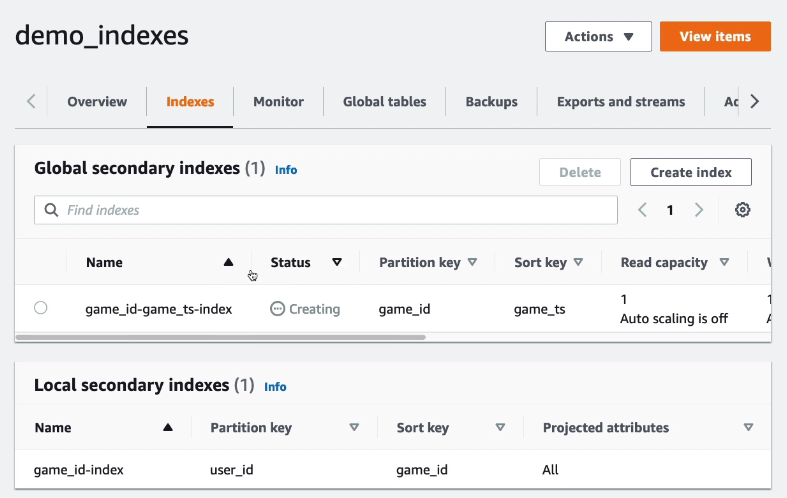 demo_indexes
Actions
View items
Overview Indexes Monitor Global tables Backups Exports and streams
Global secondary indexes (1) Info
Delete Create index
Find indexes
1
Name Status Partition key Sort key Read capacity
game_id-game_ts-index Creating game_id game_ts 1
Auto scaling is off
Local secondary indexes (1) Info
Name Partition key Sort key Projected attributes
game_id-index user_id game_id All